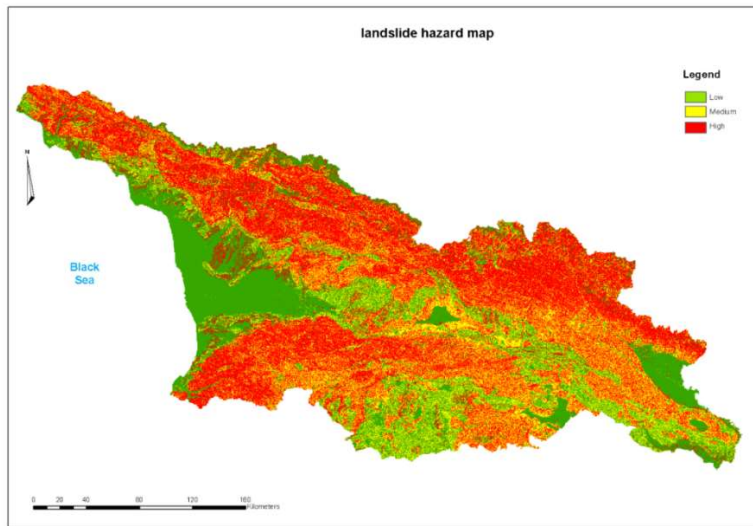 landslide hazard map
Legend
Low
Medium
High
N
Black
Sea
0 20 40 80 120 160
Kilometers